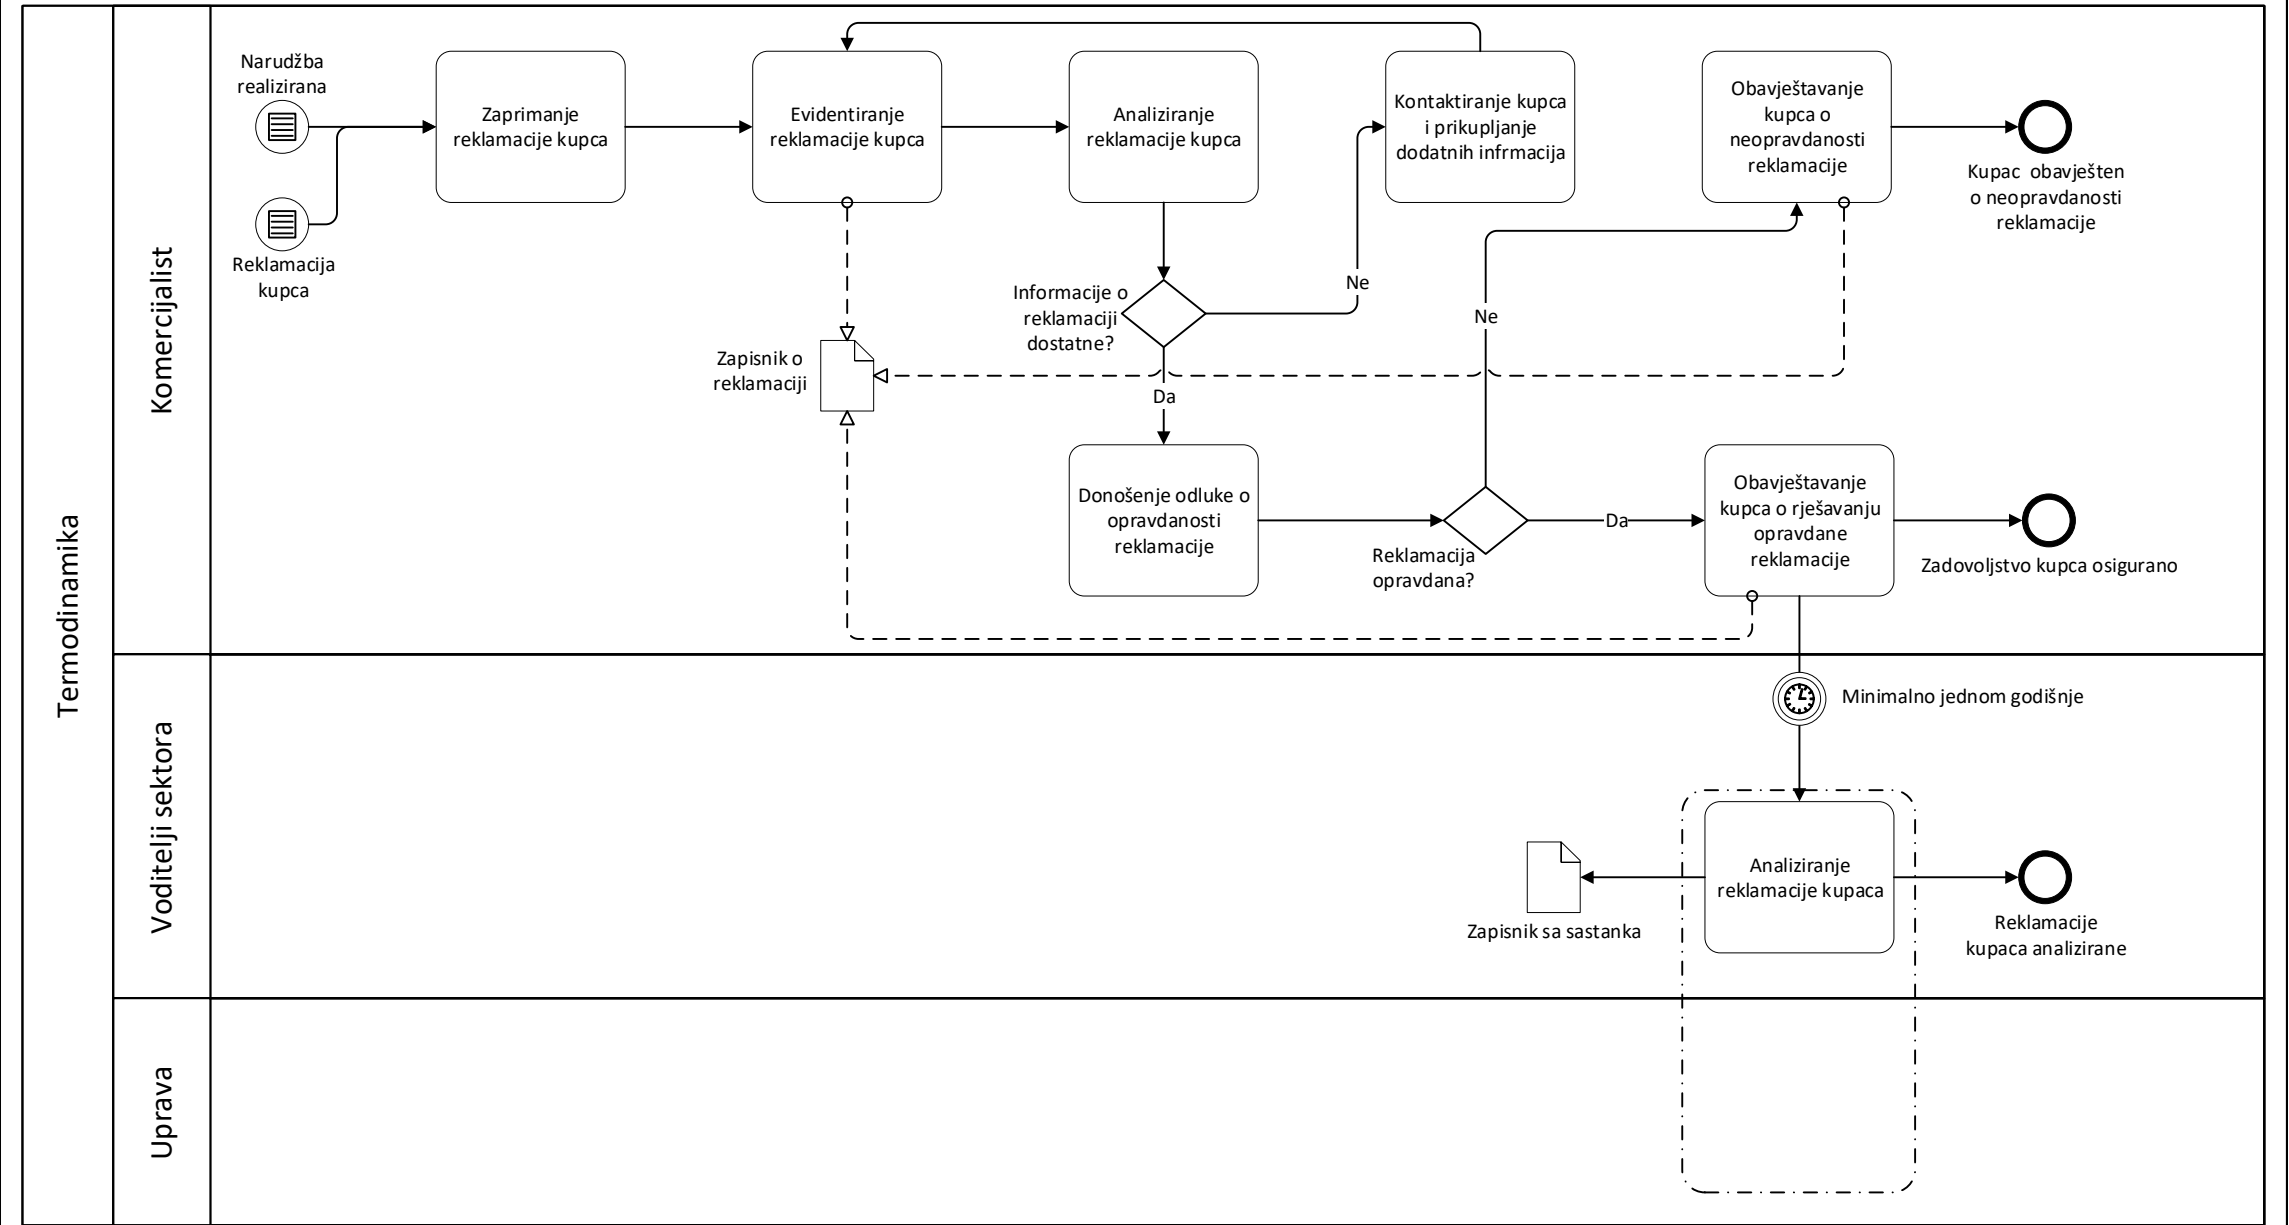 Termodinamika
Komercijalist
Narudžba
realizirana
Reklamacija
kupca
Zaprimanje
reklamacije kupca
Evidentiranje
reklamacije kupca
Analiziranje
reklamacije kupca
Kontaktiranje kupca
i prikupljanje
dodatnih infrmacija
Obavještavanje
kupca o
neopravdanosti
reklamacije
Kupac obavješten
o neopravdanosti
reklamacije
Informacije o
reklamaciji
dostatne?
Ne
Ne
Zapisnik o
reklamaciji
Da
Donošenje odluke o
opravdanosti
reklamacije
Reklamacija
opravdana?
Da
Obavještavanje
kupca o rješavanju
opravdane
reklamacije
Zadovoljstvo kupca osigurano
Voditelji sektora
Minimalno jednom godišnje
Analiziranje
reklamacije kupaca
Zapisnik sa sastanka
Reklamacije
kupaca analizirane
Uprava